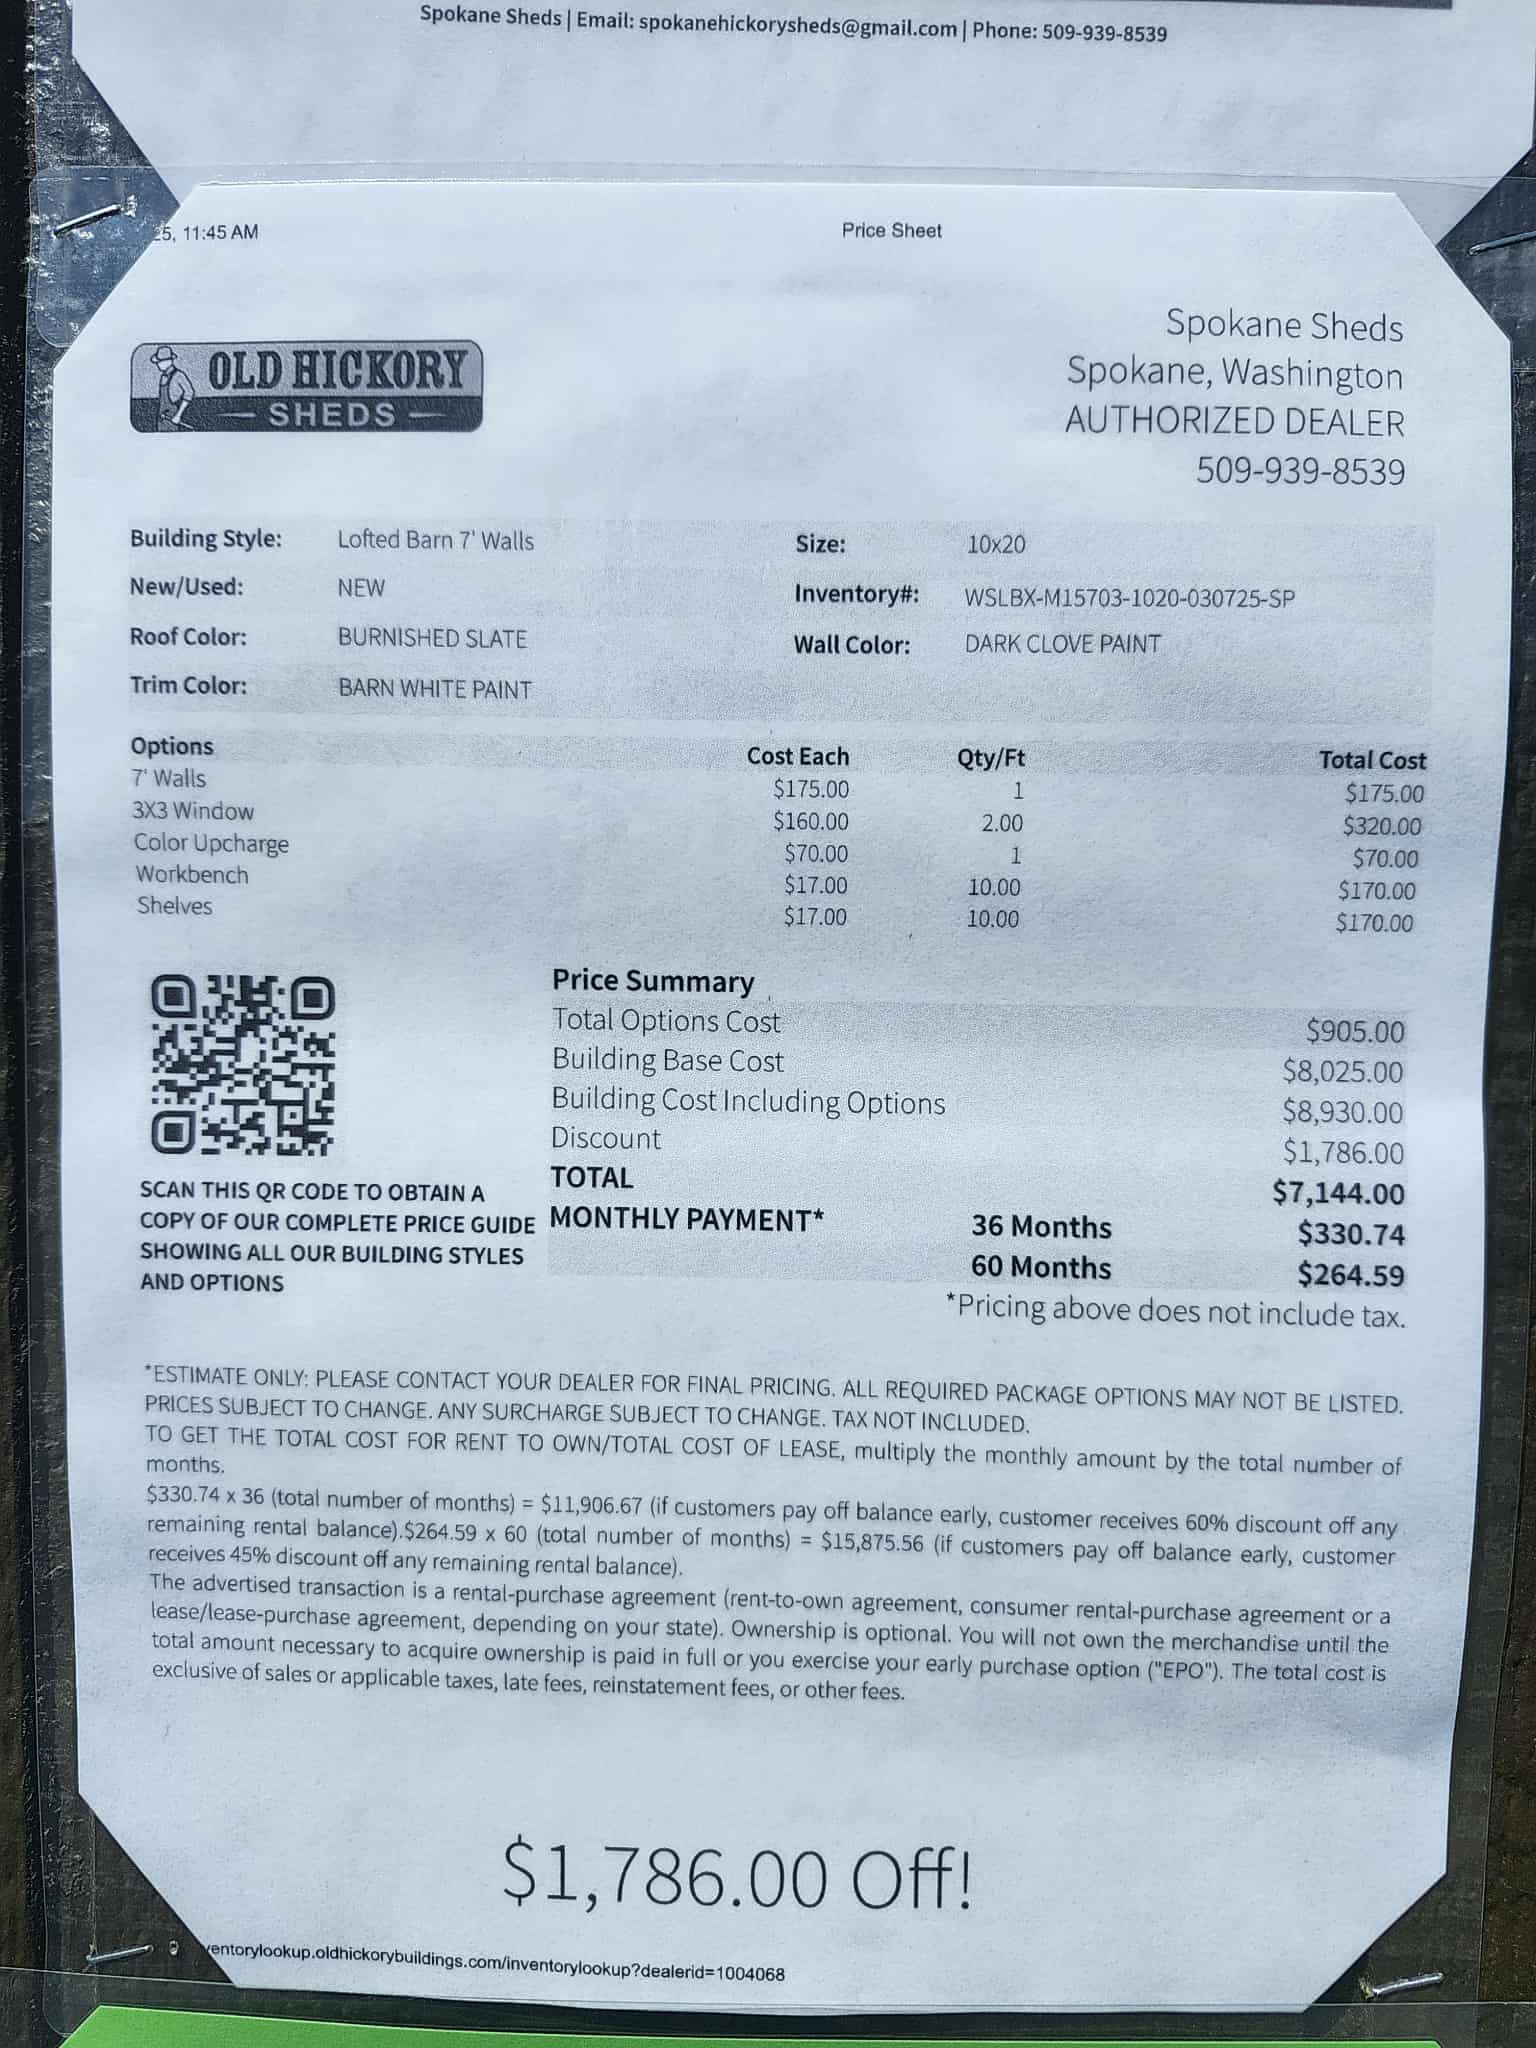 Spokane Sheds | Email: spokanehickorysheds@gmail.com | Phone: 509-939-8539
25, 11:45 AM Price Sheet
OLD HICKORY
SHEDS
Spokane Sheds
Spokane, Washington
AUTHORIZED DEALER
509-939-8539
Building Style: Lofted Barn 7' Walls Size: 10x20
New/Used: NEW Inventory#: WSLBX-M15703-1020-030725-SP
Roof Color: BURNISHED SLATE Wall Color: DARK CLOVE PAINT
Trim Color: BARN WHITE PAINT
Options Cost Each Qty/Ft Total Cost
7' Walls $175.00 1 $175.00
3X3 Window $160.00 2.00 $320.00
Color Upcharge $70.00 1 $70.00
Workbench $17.00 10.00 $170.00
Shelves $17.00 10.00 $170.00
Price Summary
Total Options Cost $905.00
Building Base Cost $8,025.00
Building Cost Including Options $8,930.00
Discount $1,786.00
TOTAL $7,144.00
MONTHLY PAYMENT* 36 Months $330.74
60 Months $264.59
*Pricing above does not include tax.
SCAN THIS QR CODE TO OBTAIN A
COPY OF OUR COMPLETE PRICE GUIDE
SHOWING ALL OUR BUILDING STYLES
AND OPTIONS
*ESTIMATE ONLY: PLEASE CONTACT YOUR DEALER FOR FINAL PRICING. ALL REQUIRED PACKAGE OPTIONS MAY NOT BE LISTED.
PRICES SUBJECT TO CHANGE. ANY SURCHARGE SUBJECT TO CHANGE. TAX NOT INCLUDED.
TO GET THE TOTAL COST FOR RENT TO OWN/TOTAL COST OF LEASE, multiply the monthly amount by the total number of
months.
$330.74 x 36 (total number of months) = $11,906.67 (if customers pay off balance early, customer receives 60% discount off any
remaining rental balance).$264.59 x 60 (total number of months) = $15,875.56 (if customers pay off balance early, customer
receives 45% discount off any remaining rental balance).
The advertised transaction is a rental-purchase agreement (rent-to-own agreement, consumer rental-purchase agreement or a
lease/lease-purchase agreement, depending on your state). Ownership is optional. You will not own the merchandise until the
total amount necessary to acquire ownership is paid in full or you exercise your early purchase option ("EPO"). The total cost is
exclusive of sales or applicable taxes, late fees, reinstatement fees, or other fees.
$1,786.00 Off!
ventorylookup.oldhickorybuildings.com/inventorylookup?dealerid=1004068